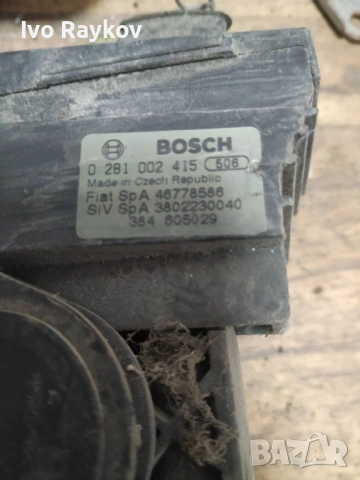 Ivo Raykov
BOSCH
0 281 002 415 506
Made in Czech Republic
Fiat SpA 46778586
SIV SpA 3802230040
384 605029
BAZAR